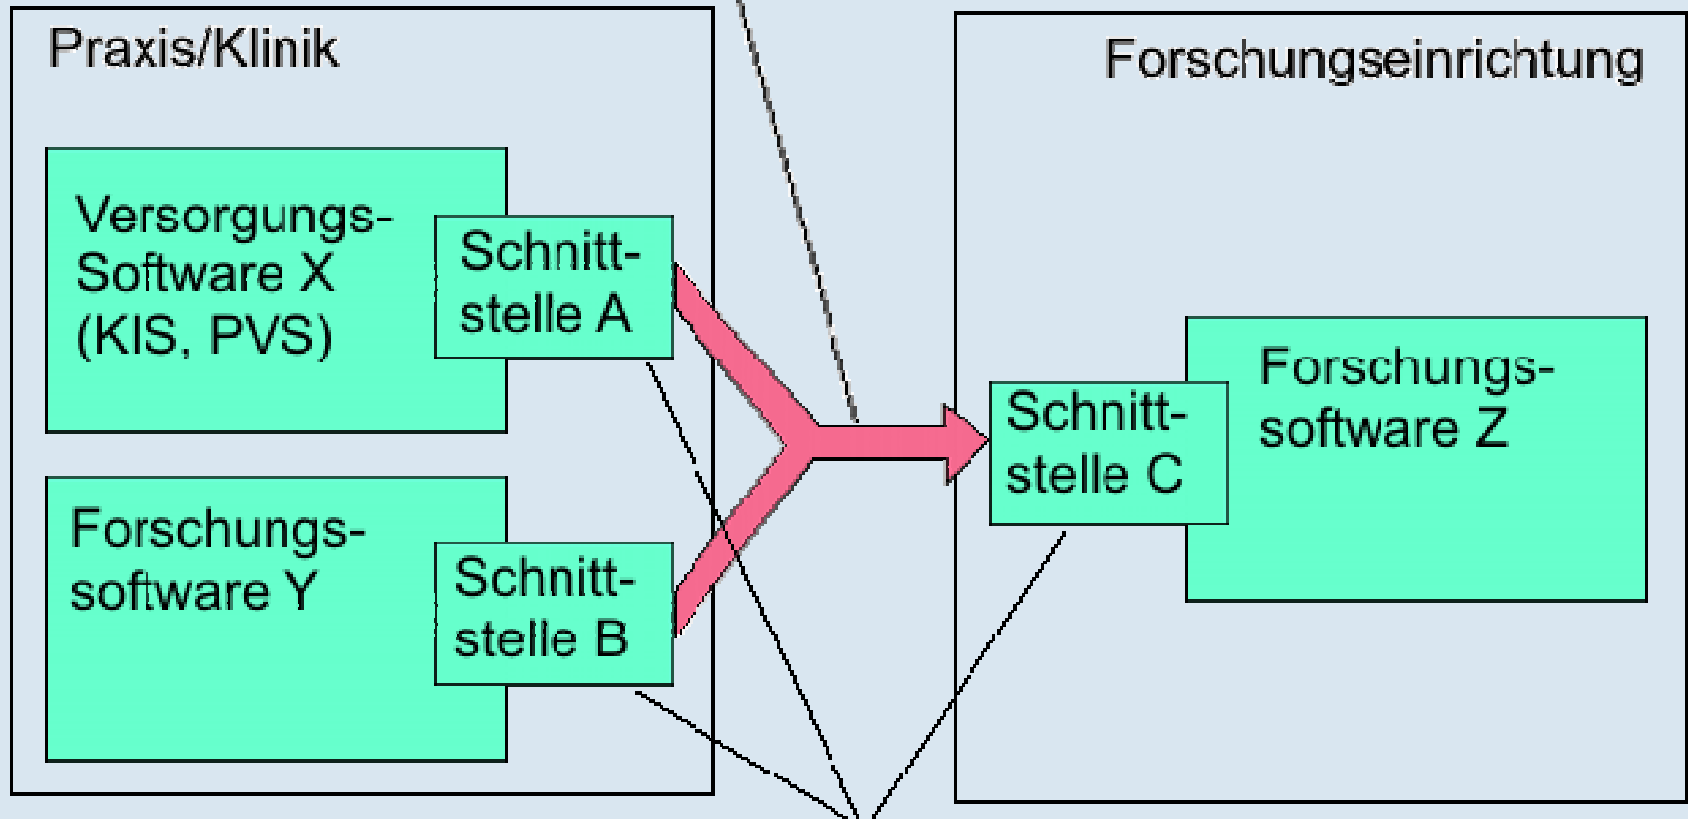 Praxis/Klinik
Versorgungs-
Software X
(KIS, PVS)
Schnitt-
stelle A
Forschungs-
software Y
Schnitt-
stelle B
Forschungseinrichtung
Schnitt-
stelle C
Forschungs-
software Z